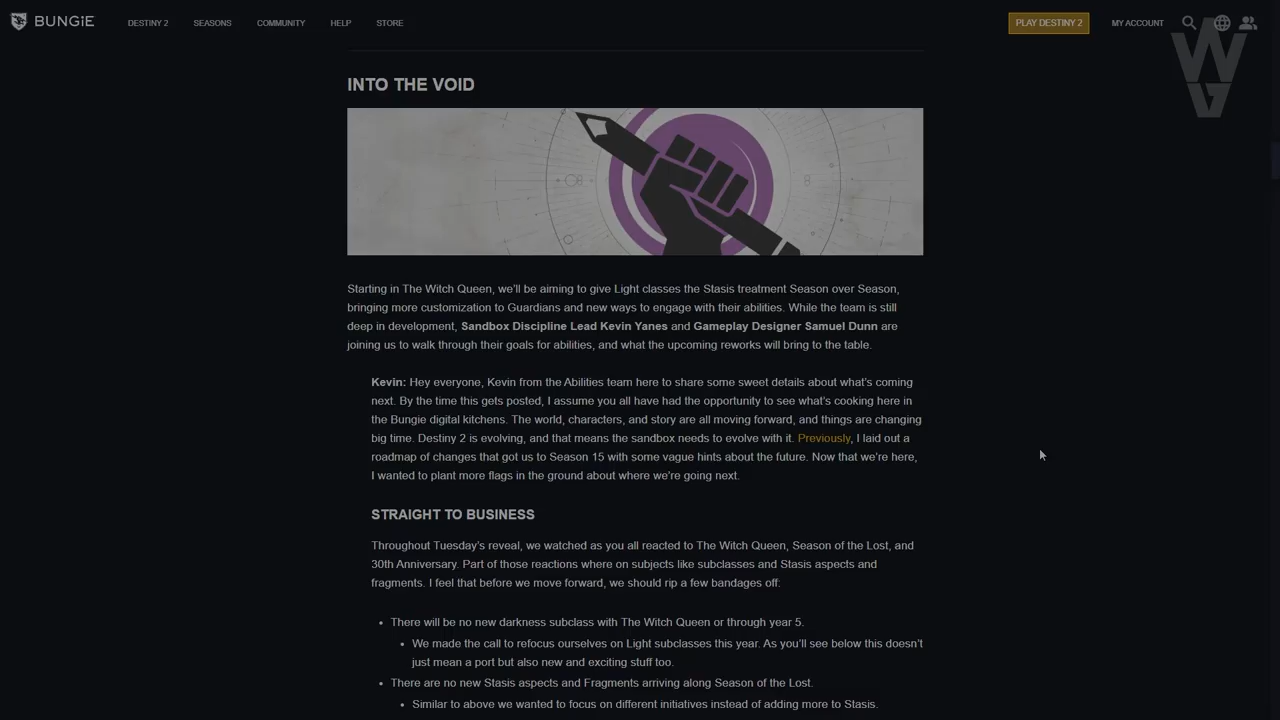 BUNGiE DESTINY 2 SEASONS COMMUNITY HELP STORE PLAY DESTINY 2 MY ACCOUNT
INTO THE VOID
Starting in The Witch Queen, we’ll be aiming to give Light classes the Stasis treatment Season over Season,
bringing more customization to Guardians and new ways to engage with their abilities. While the team is still
deep in development, Sandbox Discipline Lead Kevin Yanes and Gameplay Designer Samuel Dunn are
joining us to walk through their goals for abilities, and what the upcoming reworks will bring to the table.
Kevin: Hey everyone, Kevin from the Abilities team here to share some sweet details about what’s coming
next. By the time this gets posted, I assume you all have had the opportunity to see what’s cooking here in
the Bungie digital kitchens. The world, characters, and story are all moving forward, and things are changing
big time. Destiny 2 is evolving, and that means the sandbox needs to evolve with it. Previously, I laid out a
roadmap of changes that got us to Season 15 with some vague hints about the future. Now that we’re here,
I wanted to plant more flags in the ground about where we’re going next.
STRAIGHT TO BUSINESS
Throughout Tuesday’s reveal, we watched as you all reacted to The Witch Queen, Season of the Lost, and
30th Anniversary. Part of those reactions where on subjects like subclasses and Stasis aspects and
fragments. I feel that before we move forward, we should rip a few bandages off:
• There will be no new darkness subclass with The Witch Queen or through year 5.
• We made the call to refocus ourselves on Light subclasses this year. As you’ll see below this doesn’t
just mean a port but also new and exciting stuff too.
• There are no new Stasis aspects and Fragments arriving along Season of the Lost.
• Similar to above we wanted to focus on different initiatives instead of adding more to Stasis.